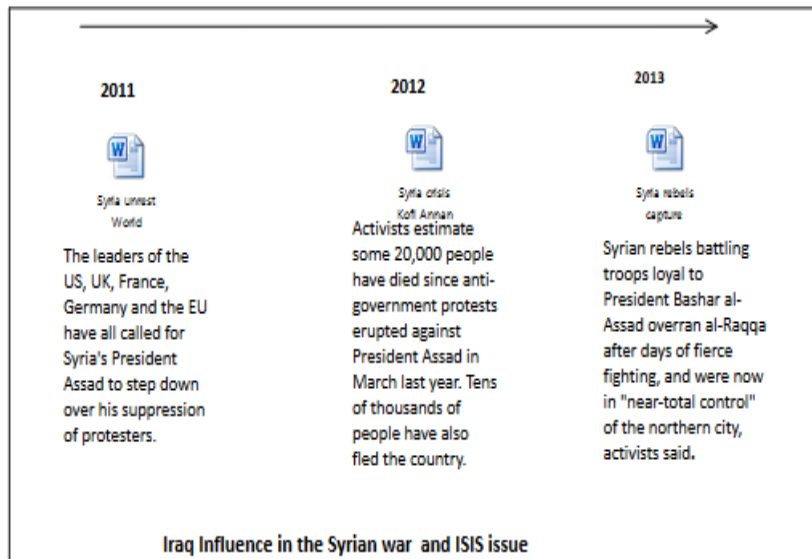 2011
W
Syria unrest
World
The leaders of the
US, UK, France,
Germany and the EU
have all called for
Syria's President
Assad to step down
over his suppression
of protesters.
2012
W
Syria crisis
Kofi Annan
Activists estimate
some 20,000 people
have died since anti-
government protests
erupted against
President Assad in
March last year. Tens
of thousands of
people have also
fled the country.
2013
W
Syria rebels
capture
Syrian rebels battling
troops loyal to
President Bashar al-
Assad overran al-Raqqa
after days of fierce
fighting, and were now
in "near-total control"
of the northern city,
activists said.
Iraq Influence in the Syrian war and ISIS issue